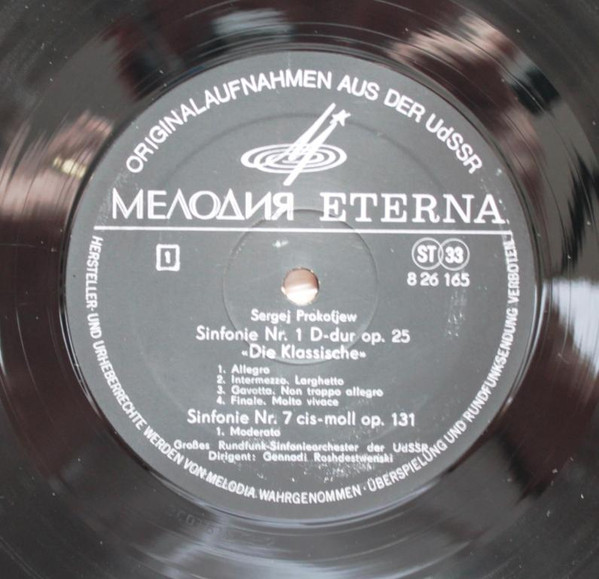 ORIGINALAUFNAHMEN AUS DER UdSSR
МЕЛОДИЯ ETERNA
1
ST 33
8 26 165
Sergej Prokofjew
Sinfonie Nr. 1 D-dur op. 25
«Die Klassische»
1. Allegro
2. Intermezzo. Larghetto
3. Gavotta. Non troppo allegro
4. Finale. Molto vivace
Sinfonie Nr. 7 cis-moll op. 131
1. Moderato
Großes Rundfunk-Sinfonieorchester der UdSSR
Dirigent: Gennadi Roshdestwenski
HERSTELLER- UND URHEBERRECHTE WERDEN VON MELODIA WAHRGENOMMEN · ÜBERSPIELUNG UND RUNDFUNKSENDUNG VERBOTEN